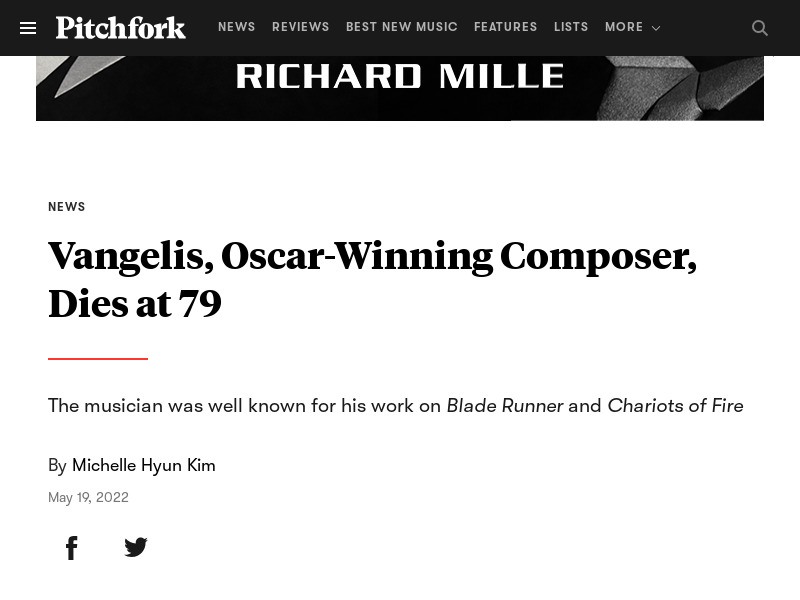 Pitchfork NEWS REVIEWS BEST NEW MUSIC FEATURES LISTS MORE
RICHARD MILLE
NEWS
Vangelis, Oscar-Winning Composer,
Dies at 79
The musician was well known for his work on Blade Runner and Chariots of Fire
By Michelle Hyun Kim
May 19, 2022